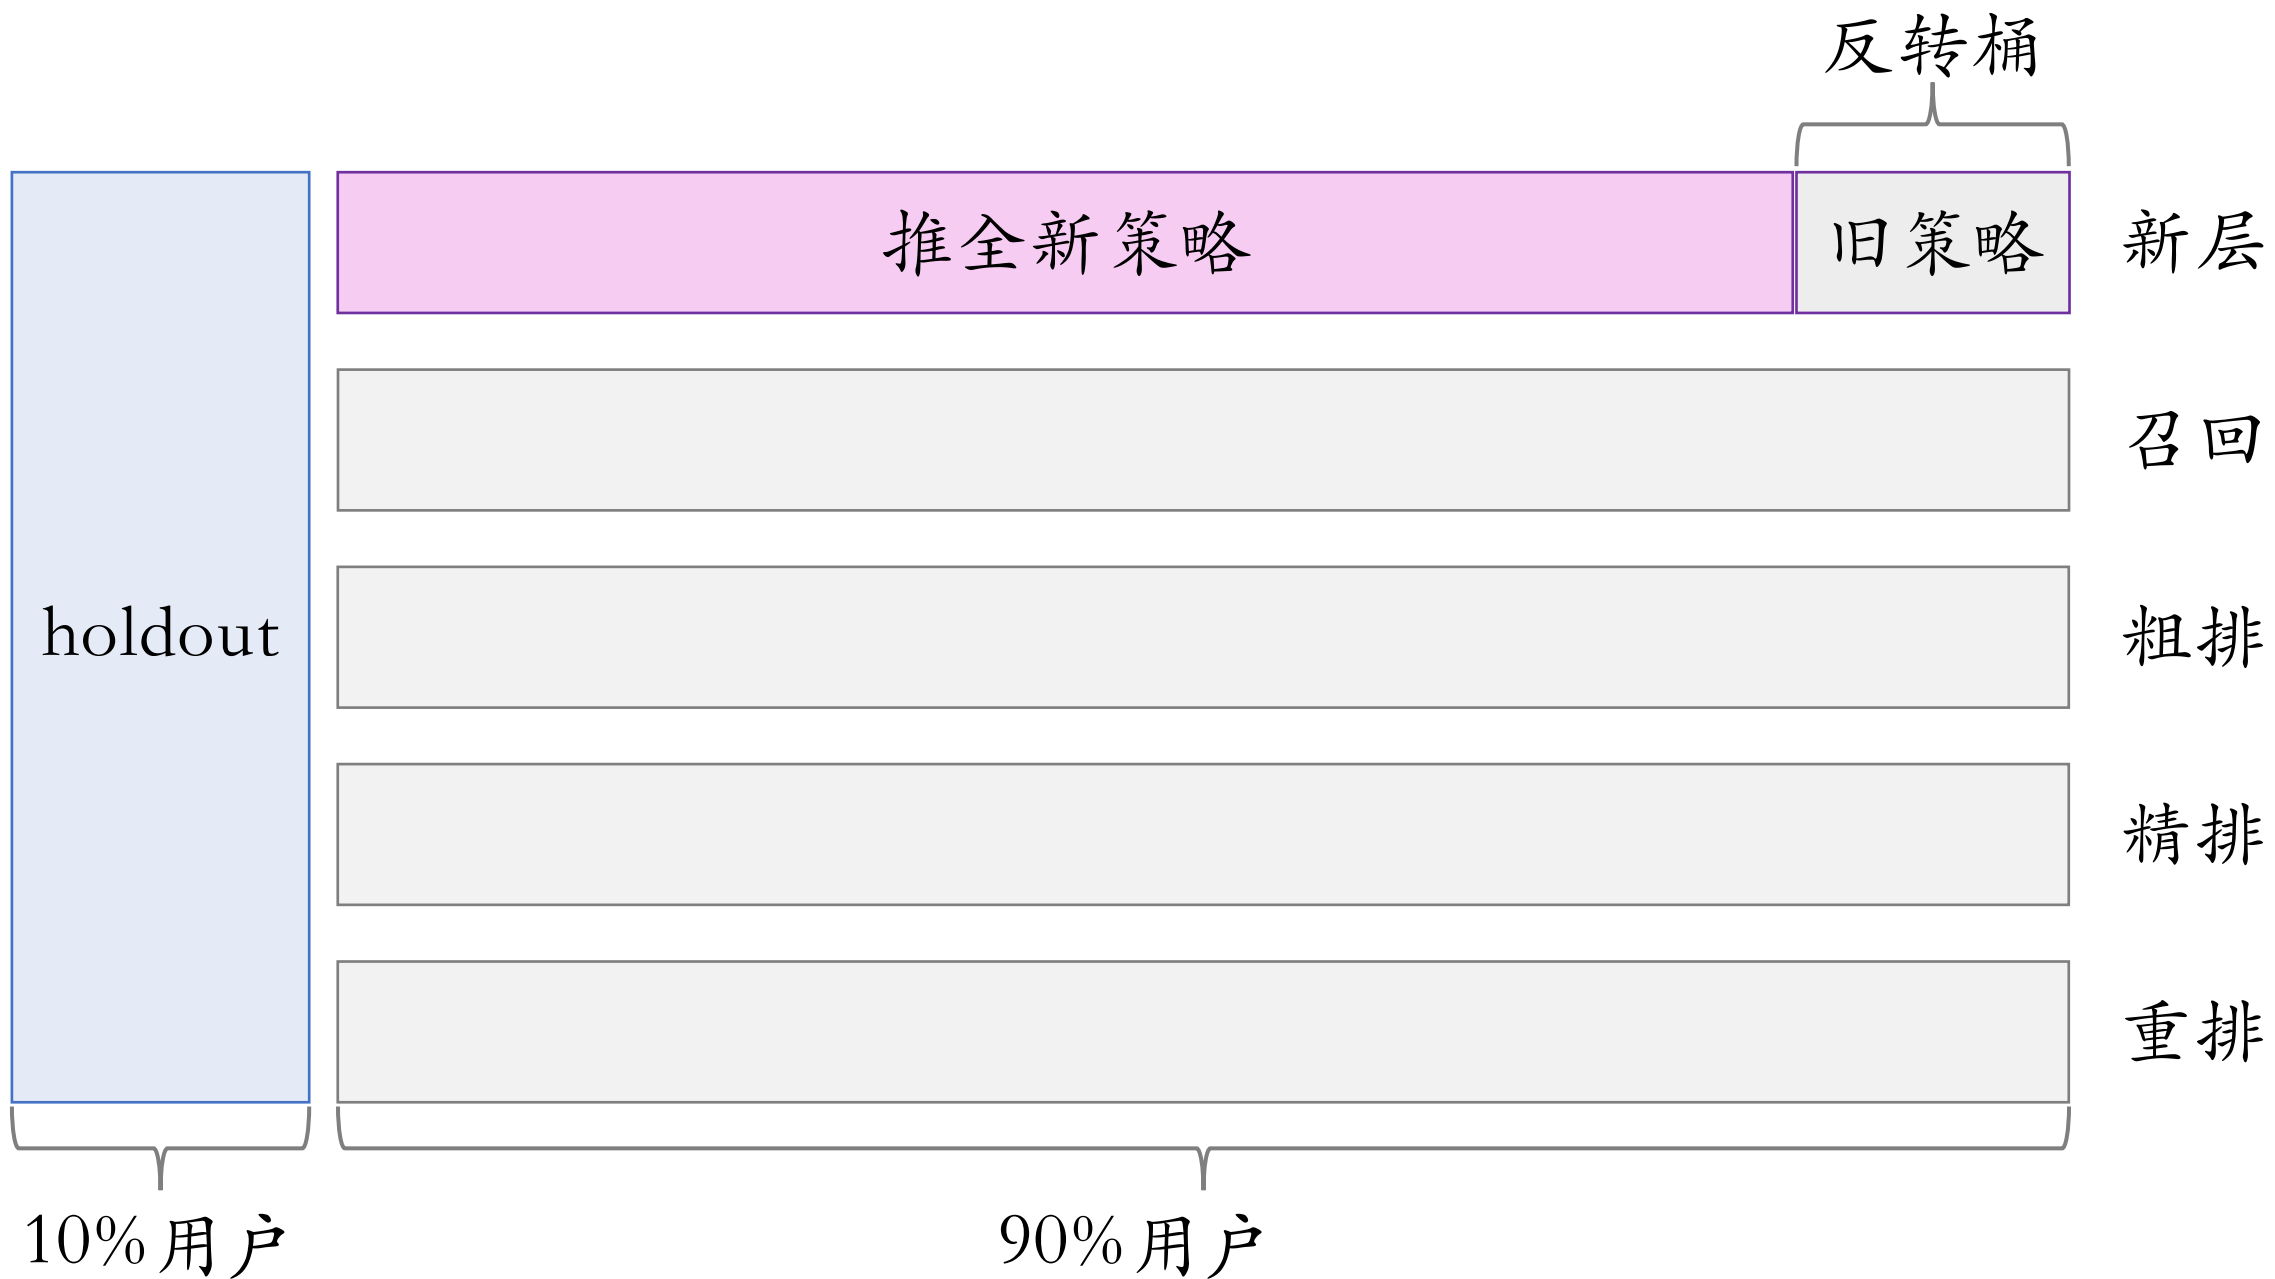 反转桶
推全新策略
旧策略
新层
召回
holdout
粗排
精排
重排
10%用户
90%用户